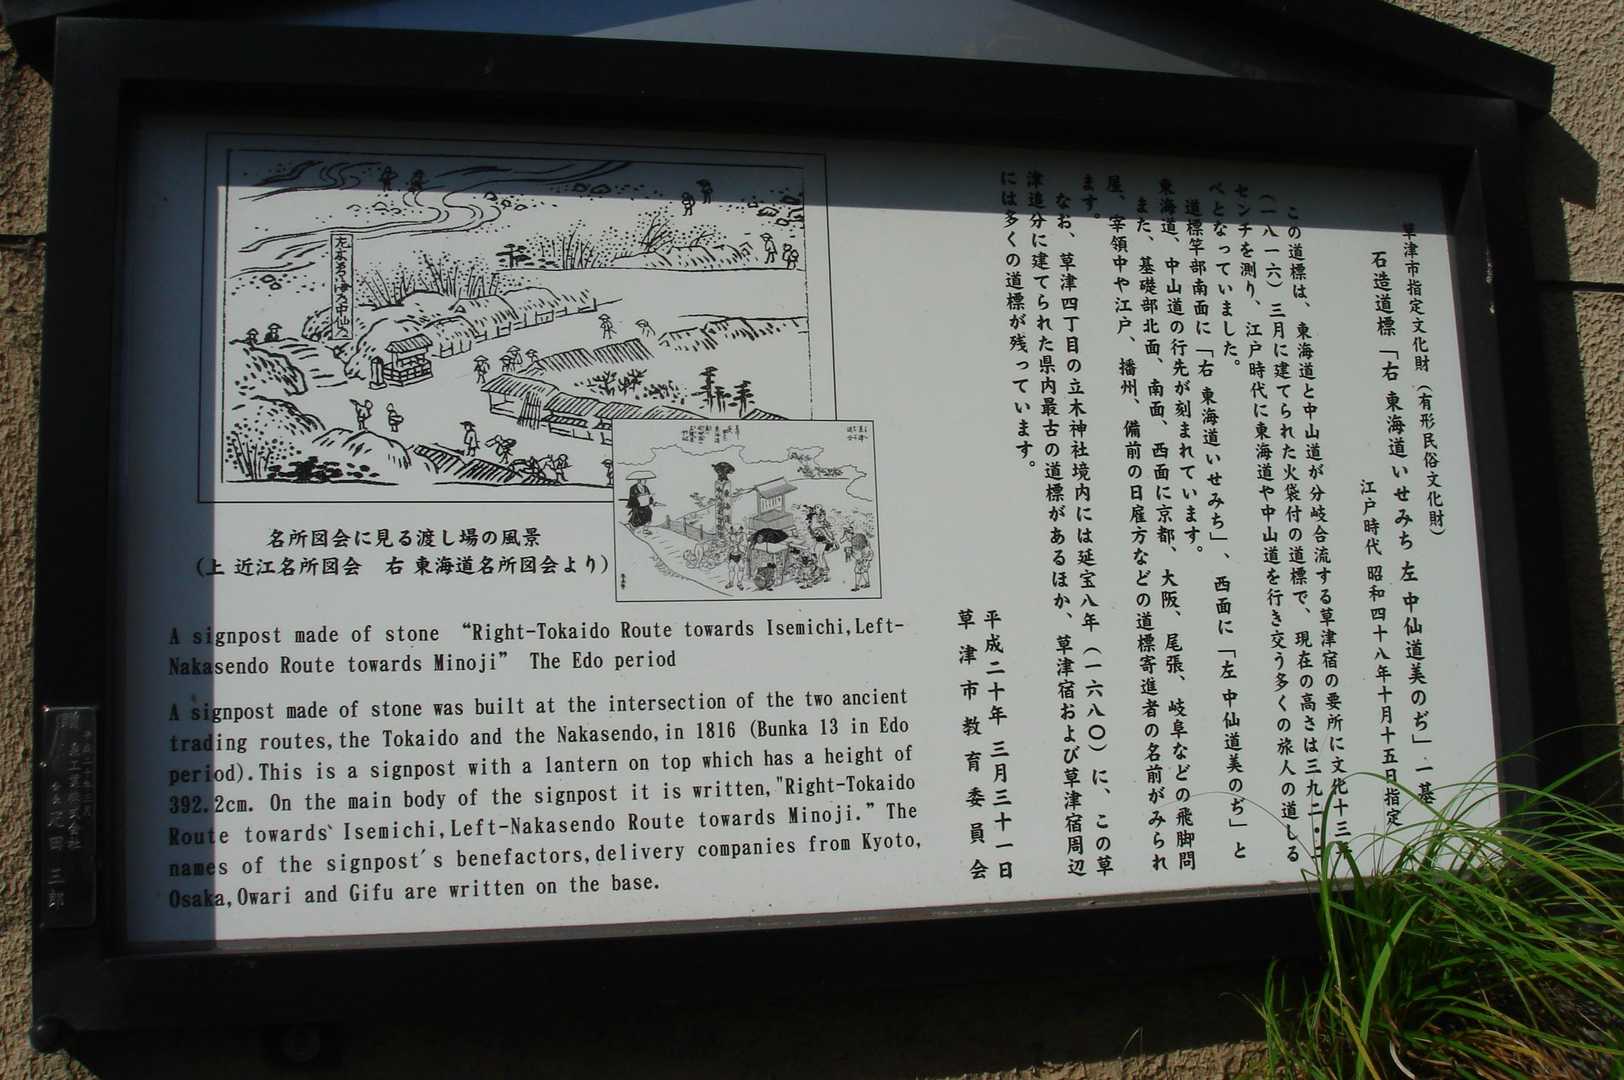 草津市指定文化財（有形民俗文化財）
石造道標「右 東海道いせみち 左 中仙道美のぢ」一基
江戸時代 昭和四十八年十月十五日指定
この道標は、東海道と中山道が分岐合流する草津宿の要所に文化十三年
（一八一六）三月に建てられた火袋付の道標で、現在の高さは三九二・二
センチを測り、江戸時代に東海道や中山道を行き交う多くの旅人の道しる
べとなっていました。
道標竿部南面に「右 東海道いせみち」、西面に「左 中仙道美のぢ」と
東海道、中山道の行先が刻まれています。
また、基礎部北面、南面、西面に京都、大阪、尾張、岐阜などの飛脚問
屋、宰領中や江戸、播州、備前の日雇方などの道標寄進者の名前がみられ
ます。
なお、草津四丁目の立木神社境内には延宝八年（一六八〇）に、この草
津追分に建てられた県内最古の道標があるほか、草津宿および草津宿周辺
には多くの道標が残っています。
平成二十年 三月三十一日
草津市教育委員会
名所図会に見る渡し場の風景
（上 近江名所図会　右 東海道名所図会より）
A signpost made of stone “Right-Tokaido Route towards Isemichi,Left-
Nakasendo Route towards Minoji” The Edo period
A signpost made of stone was built at the intersection of the two ancient
trading routes,the Tokaido and the Nakasendo,in 1816 (Bunka 13 in Edo
period).This is a signpost with a lantern on top which has a height of
392.2cm. On the main body of the signpost it is written,"Right-Tokaido
Route towards Isemichi,Left-Nakasendo Route towards Minoji.” The
names of the signpost′s benefactors,delivery companies from Kyoto,
Osaka,Owari and Gifu are written on the base.